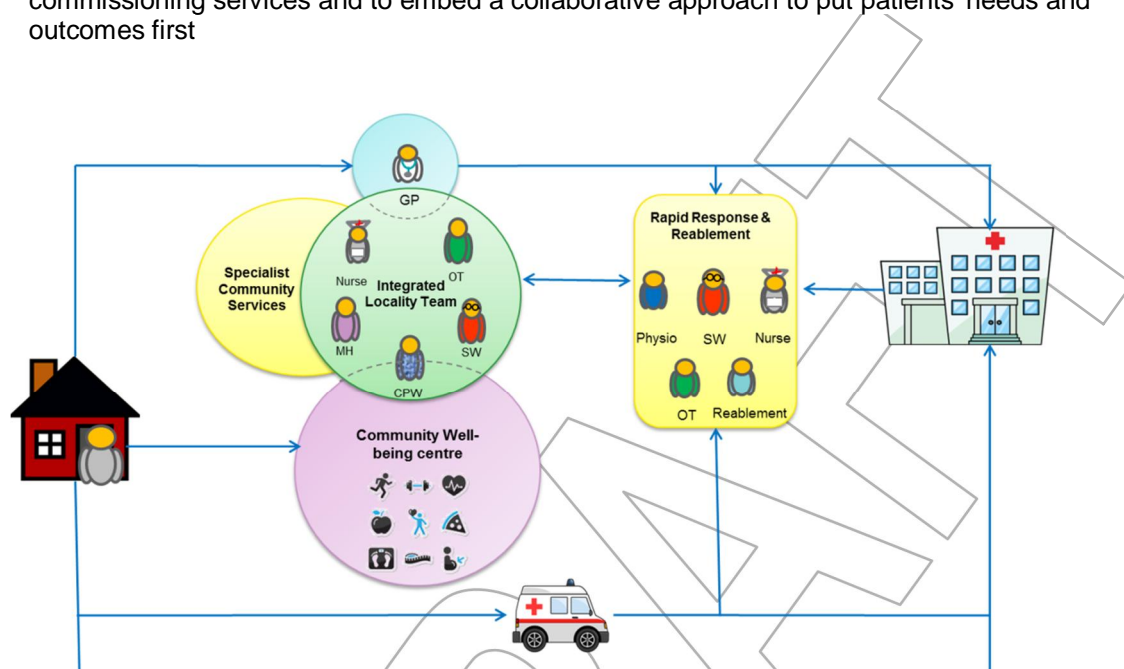 commissioning services and to embed a collaborative approach to put patients' needs and
outcomes first
GP
Rapid Response &
Reablement
Specialist
Community
Services
Nurse
OT
Integrated
Locality Team
MH
SW
CPW
Physio
SW
Nurse
OT
Reablement
Community Well-
being centre
DRAFT